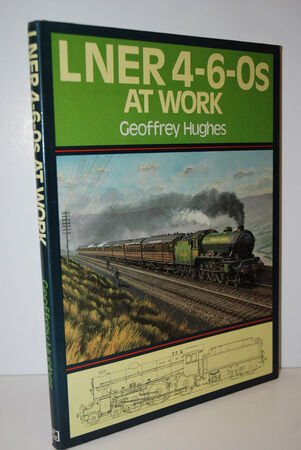 LNER 4-6-0s
AT WORK
Geoffrey Hughes
LNER 4-6-0s AT WORK
Geoffrey Hughes